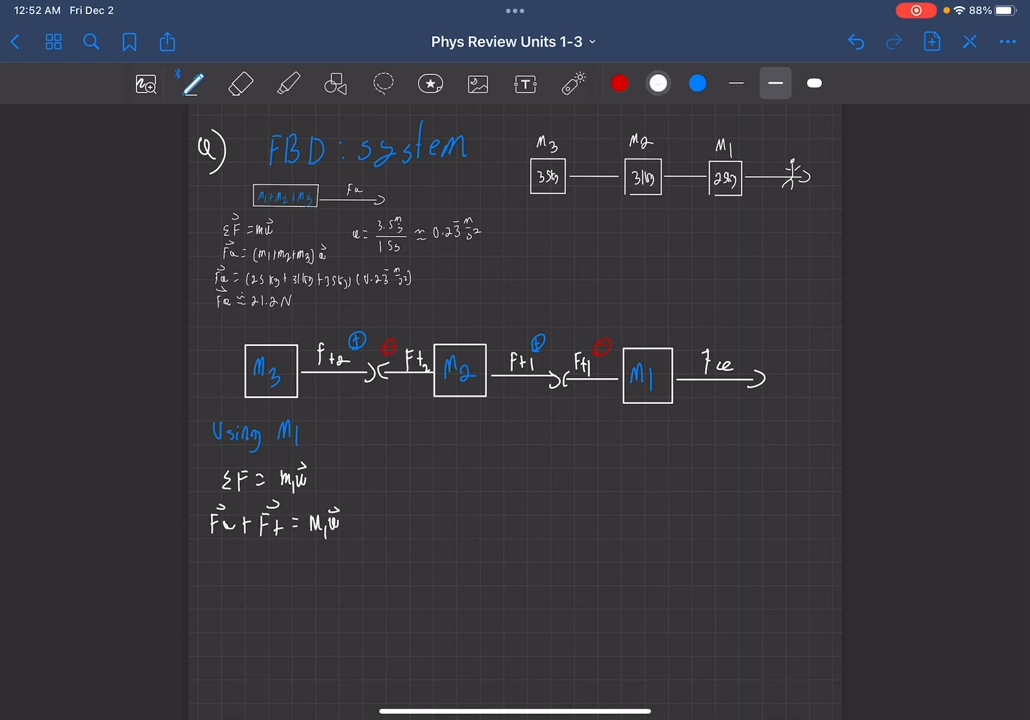 12:52 AM Fri Dec 2
88%
Phys Review Units 1-3
a) FBD: system
M3 M2 M1
35kg 31kg 25kg
M1+M2+M3 Fa
ΣF = ma
a = 3.5 m/s / 15s ≈ 0.23 m/s²
Fa = (m1+m2+m3) a
Fa = (25kg + 31kg + 35kg) (0.23 m/s²)
Fa ≐ 21.2N
M3 Ft2 + - Ft2 M2 Ft1 + - Ft1 M1 Fa
Using M1
ΣF = m1a
Fa + Ft = M1a